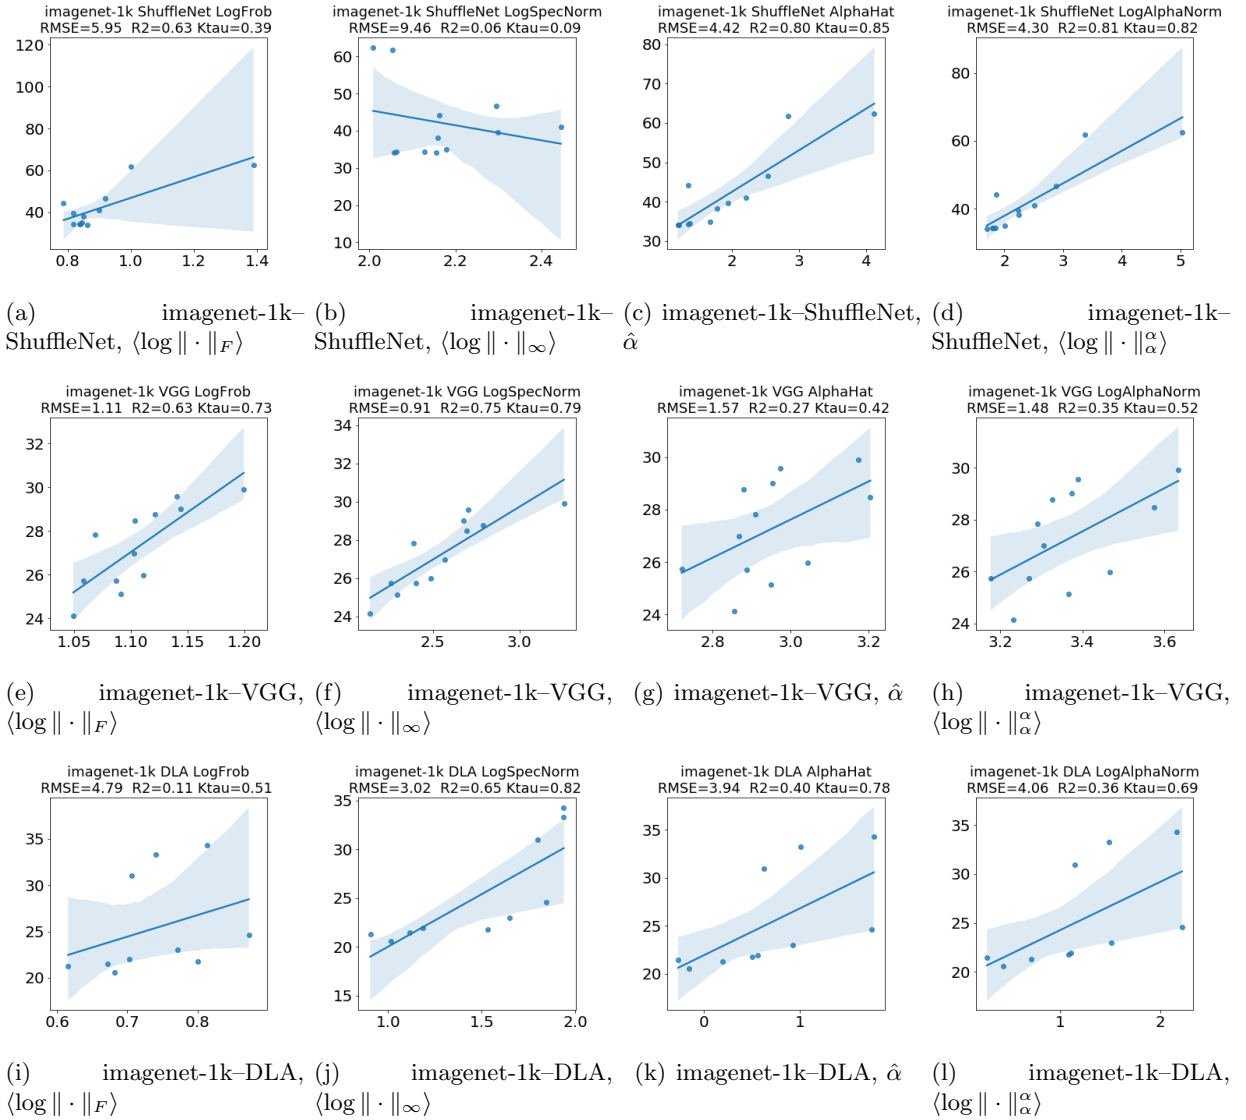 imagenet-1k ShuffleNet LogFrob
RMSE=5.95 R2=0.63 Ktau=0.39
120
100
80
60
40
0.8 1.0 1.2 1.4
imagenet-1k ShuffleNet LogSpecNorm
RMSE=9.46 R2=0.06 Ktau=0.09
60
50
40
30
20
10
2.0 2.2 2.4
imagenet-1k ShuffleNet AlphaHat
RMSE=4.42 R2=0.80 Ktau=0.85
80
70
60
50
40
30
2 3 4
imagenet-1k ShuffleNet LogAlphaNorm
RMSE=4.30 R2=0.81 Ktau=0.82
80
60
40
2 3 4 5
(a) imagenet-1k–
ShuffleNet, ⟨log ∥ · ∥_F⟩
(b) imagenet-1k–
ShuffleNet, ⟨log ∥ · ∥_∞⟩
(c) imagenet-1k–ShuffleNet,
α̂
(d) imagenet-1k–
ShuffleNet, ⟨log ∥ · ∥_α^α⟩
imagenet-1k VGG LogFrob
RMSE=1.11 R2=0.63 Ktau=0.73
32
30
28
26
24
1.05 1.10 1.15 1.20
imagenet-1k VGG LogSpecNorm
RMSE=0.91 R2=0.75 Ktau=0.79
34
32
30
28
26
24
2.5 3.0
imagenet-1k VGG AlphaHat
RMSE=1.57 R2=0.27 Ktau=0.42
30
28
26
24
2.8 3.0 3.2
imagenet-1k VGG LogAlphaNorm
RMSE=1.48 R2=0.35 Ktau=0.52
30
28
26
24
3.2 3.4 3.6
(e) imagenet-1k–VGG,
⟨log ∥ · ∥_F⟩
(f) imagenet-1k–VGG,
⟨log ∥ · ∥_∞⟩
(g) imagenet-1k–VGG, α̂
(h) imagenet-1k–VGG,
⟨log ∥ · ∥_α^α⟩
imagenet-1k DLA LogFrob
RMSE=4.79 R2=0.11 Ktau=0.51
35
30
25
20
0.6 0.7 0.8
imagenet-1k DLA LogSpecNorm
RMSE=3.02 R2=0.65 Ktau=0.82
35
30
25
20
15
1.0 1.5 2.0
imagenet-1k DLA AlphaHat
RMSE=3.94 R2=0.40 Ktau=0.78
35
30
25
20
0 1
imagenet-1k DLA LogAlphaNorm
RMSE=4.06 R2=0.36 Ktau=0.69
35
30
25
20
1 2
(i) imagenet-1k–DLA,
⟨log ∥ · ∥_F⟩
(j) imagenet-1k–DLA,
⟨log ∥ · ∥_∞⟩
(k) imagenet-1k–DLA, α̂
(l) imagenet-1k–DLA,
⟨log ∥ · ∥_α^α⟩